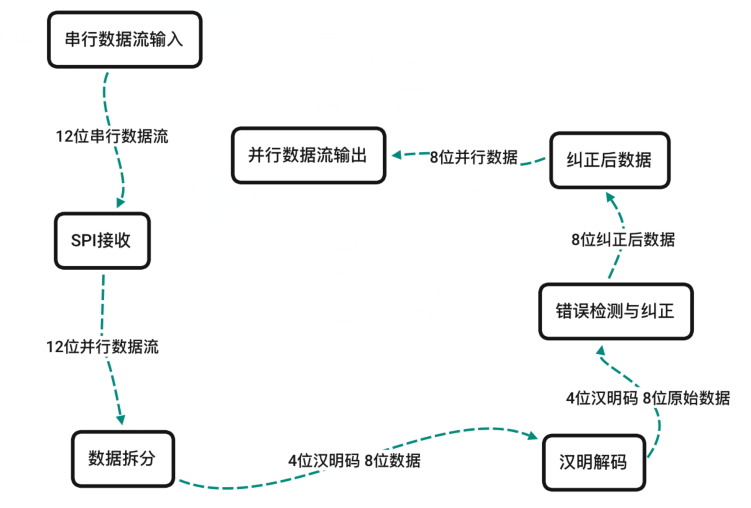 串行数据流输入
12位串行数据流
SPI接收
12位并行数据流
数据拆分
4位汉明码 8位数据
汉明解码
4位汉明码 8位原始数据
错误检测与纠正
8位纠正后数据
纠正后数据
8位并行数据
并行数据流输出